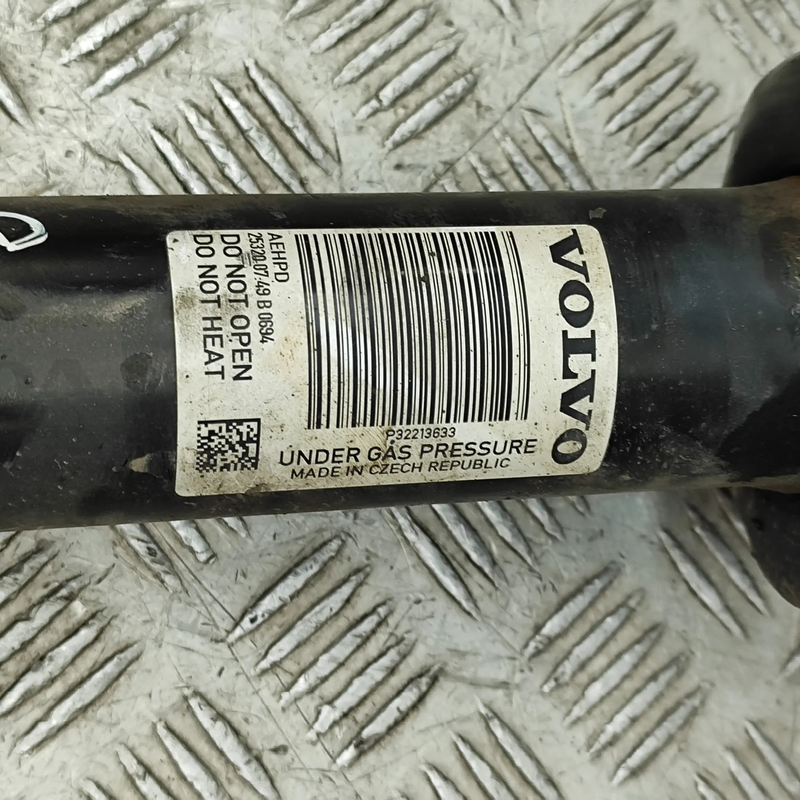 VOLVO
AEHPD
25320-07:49 B 0694
DO NOT OPEN
DO NOT HEAT
P32213633
UNDER GAS PRESSURE
MADE IN CZECH REPUBLIC